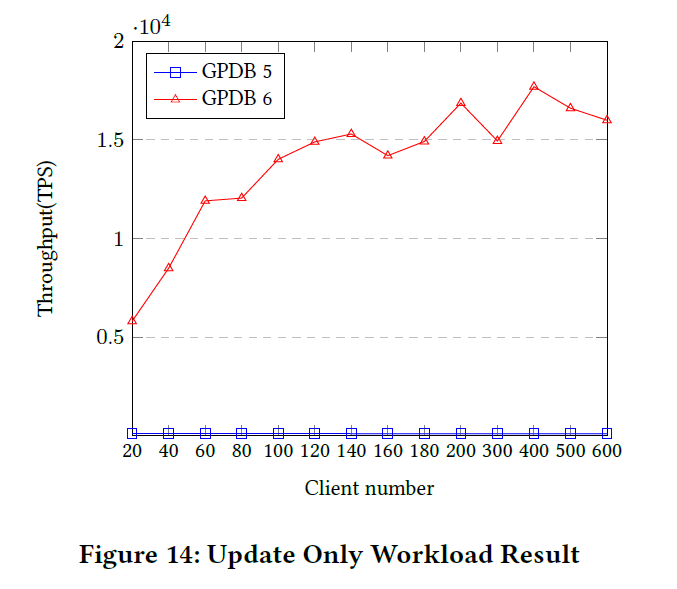 ·10⁴
2
1.5
1
0.5
GPDB 5
GPDB 6
Throughput(TPS)
20 40 60 80 100 120 140 160 180 200 300 400 500 600
Client number
Figure 14: Update Only Workload Result